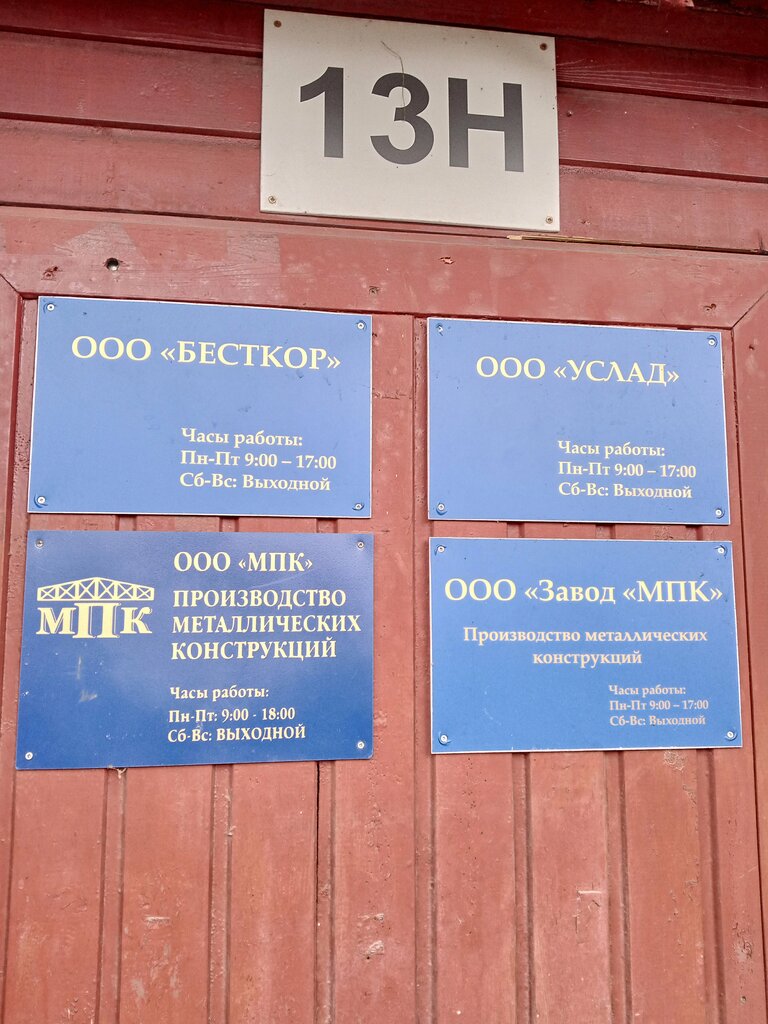 13Н
ООО «БЕСТКОР»
Часы работы:
Пн-Пт 9:00 – 17:00
Сб-Вс: Выходной
ООО «УСЛАД»
Часы работы:
Пн-Пт 9:00 – 17:00
Сб-Вс: Выходной
МПК
ООО «МПК»
ПРОИЗВОДСТВО
МЕТАЛЛИЧЕСКИХ
КОНСТРУКЦИЙ
Часы работы:
Пн-Пт: 9:00 - 18:00
Сб-Вс: ВЫХОДНОЙ
ООО «Завод «МПК»
Производство металлических
конструкций
Часы работы:
Пн-Пт 9:00 – 17:00
Сб-Вс: Выходной